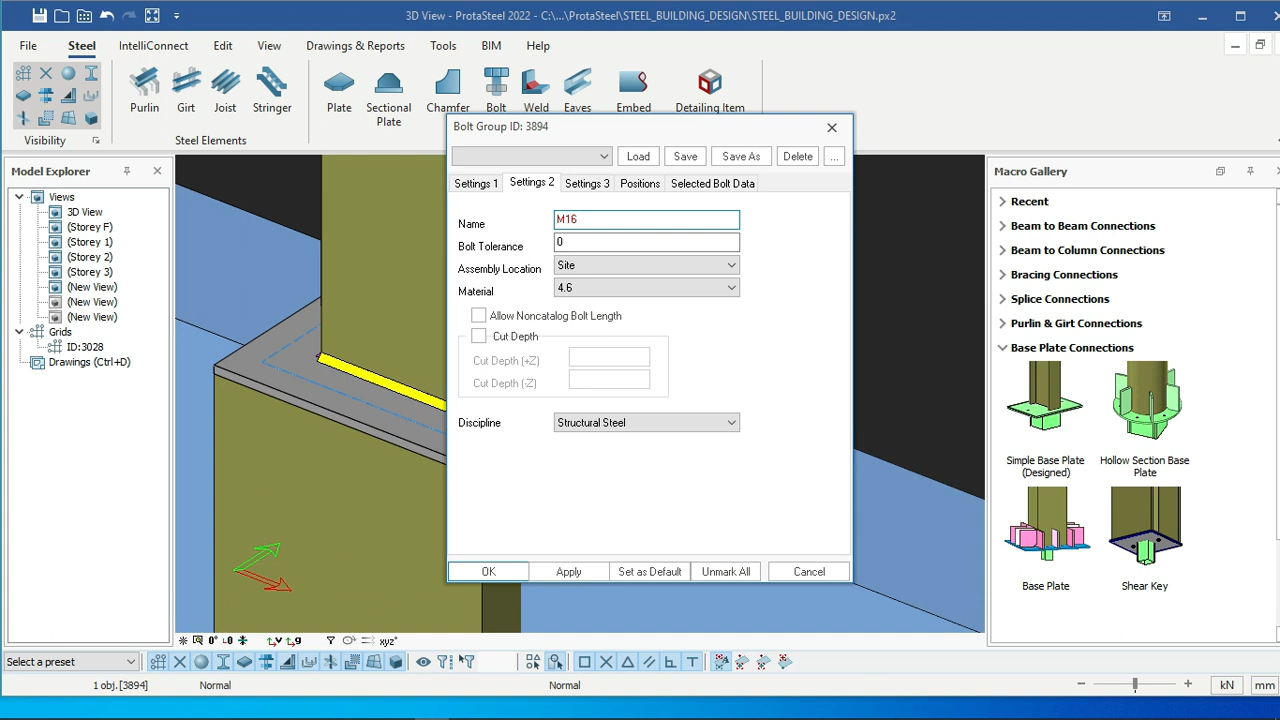 3D View - ProtaSteel 2022 - C:\...\ProtaSteel\STEEL_BUILDING_DESIGN\STEEL_BUILDING_DESIGN.px2
File Steel IntelliConnect Edit View Drawings & Reports Tools BIM Help
Purlin Girt Joist Stringer Plate Sectional Plate Chamfer Bolt Weld Eaves Embed Detailing Item
Visibility Steel Elements
Bolt Group ID: 3894
Load Save Save As Delete ...
Settings 1 Settings 2 Settings 3 Positions Selected Bolt Data
Name M16
Bolt Tolerance 0
Assembly Location Site
Material 4.6
Allow Noncatalog Bolt Length
Cut Depth
Cut Depth (+Z)
Cut Depth (-Z)
Discipline Structural Steel
OK Apply Set as Default Unmark All Cancel
Model Explorer
Views
3D View
(Storey F)
(Storey 1)
(Storey 2)
(Storey 3)
(New View)
(New View)
(New View)
Grids
ID:3028
Drawings (Ctrl+D)
Macro Gallery
Recent
Beam to Beam Connections
Beam to Column Connections
Bracing Connections
Splice Connections
Purlin & Girt Connections
Base Plate Connections
Simple Base Plate (Designed)
Hollow Section Base Plate
Base Plate
Shear Key
Select a preset
1 obj.[3894] Normal Normal kN mm